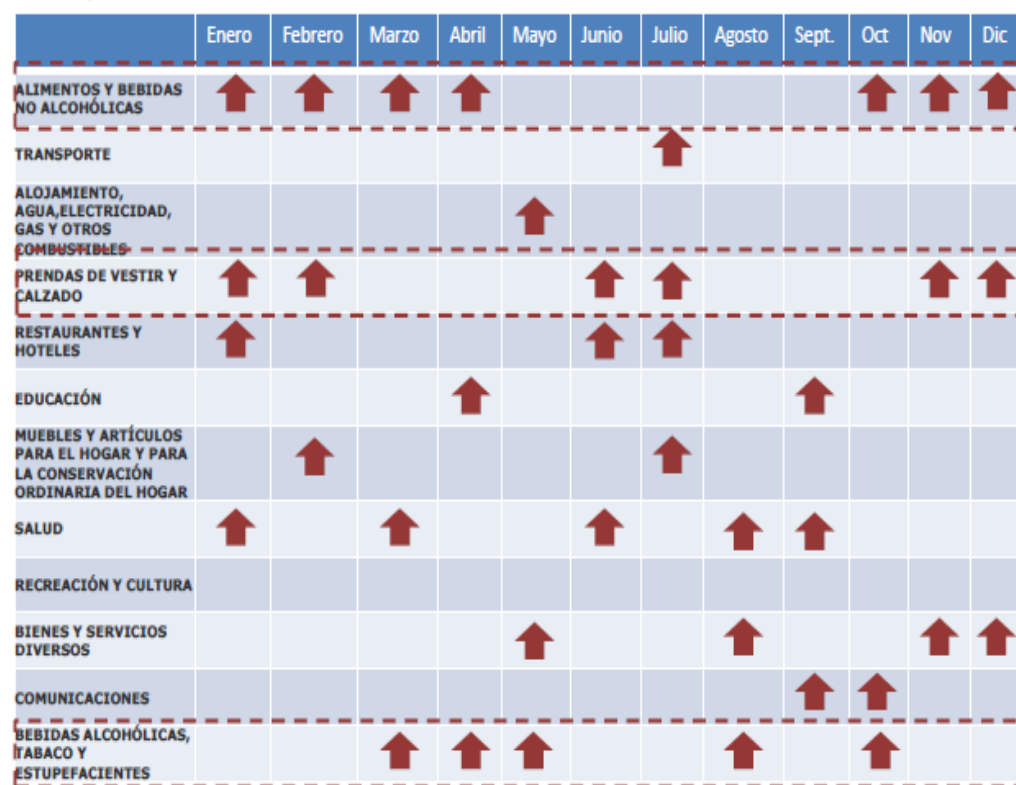 Enero Febrero Marzo Abril Mayo Junio Julio Agosto Sept. Oct Nov Dic
ALIMENTOS Y BEBIDAS
NO ALCOHÓLICAS
TRANSPORTE
ALOJAMIENTO,
AGUA,ELECTRICIDAD,
GAS Y OTROS
COMBUSTIBLES
PRENDAS DE VESTIR Y
CALZADO
RESTAURANTES Y
HOTELES
EDUCACIÓN
MUEBLES Y ARTÍCULOS
PARA EL HOGAR Y PARA
LA CONSERVACIÓN
ORDINARIA DEL HOGAR
SALUD
RECREACIÓN Y CULTURA
BIENES Y SERVICIOS
DIVERSOS
COMUNICACIONES
BEBIDAS ALCOHÓLICAS,
TABACO Y
ESTUPEFACIENTES